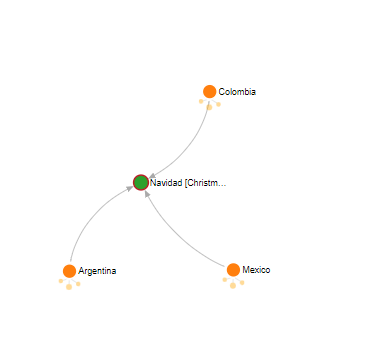 Colombia
Navidad [Christm...
Argentina
Mexico